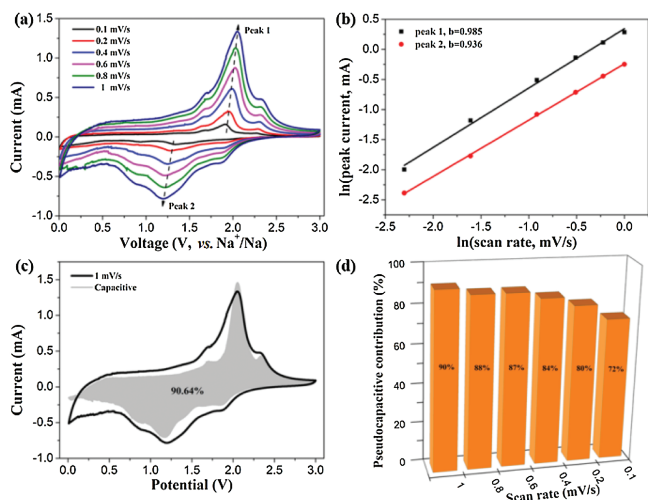 (a)
0.1 mV/s
0.2 mV/s
0.4 mV/s
0.6 mV/s
0.8 mV/s
1 mV/s
Peak 1
Peak 2
Current (mA)
1.5
1.0
0.5
0.0
-0.5
-1.0
0.0 0.5 1.0 1.5 2.0 2.5 3.0
Voltage (V, vs. Na+/Na)
(b)
peak 1, b=0.985
peak 2, b=0.936
ln(peak current, mA)
0.5
0.0
-0.5
-1.0
-1.5
-2.0
-2.5
-2.5 -2.0 -1.5 -1.0 -0.5 0.0
ln(scan rate, mV/s)
(c)
1 mV/s
Capacitive
90.64%
Current (mA)
1.5
1.0
0.5
0.0
-0.5
-1.0
0.0 0.5 1.0 1.5 2.0 2.5 3.0
Potential (V)
(d)
Pseudocapacitive contribution (%)
100
80
60
40
20
0
90% 88% 87% 84% 80% 72%
1 0.8 0.6 0.4 0.2 0.1
Scan rate (mV/s)